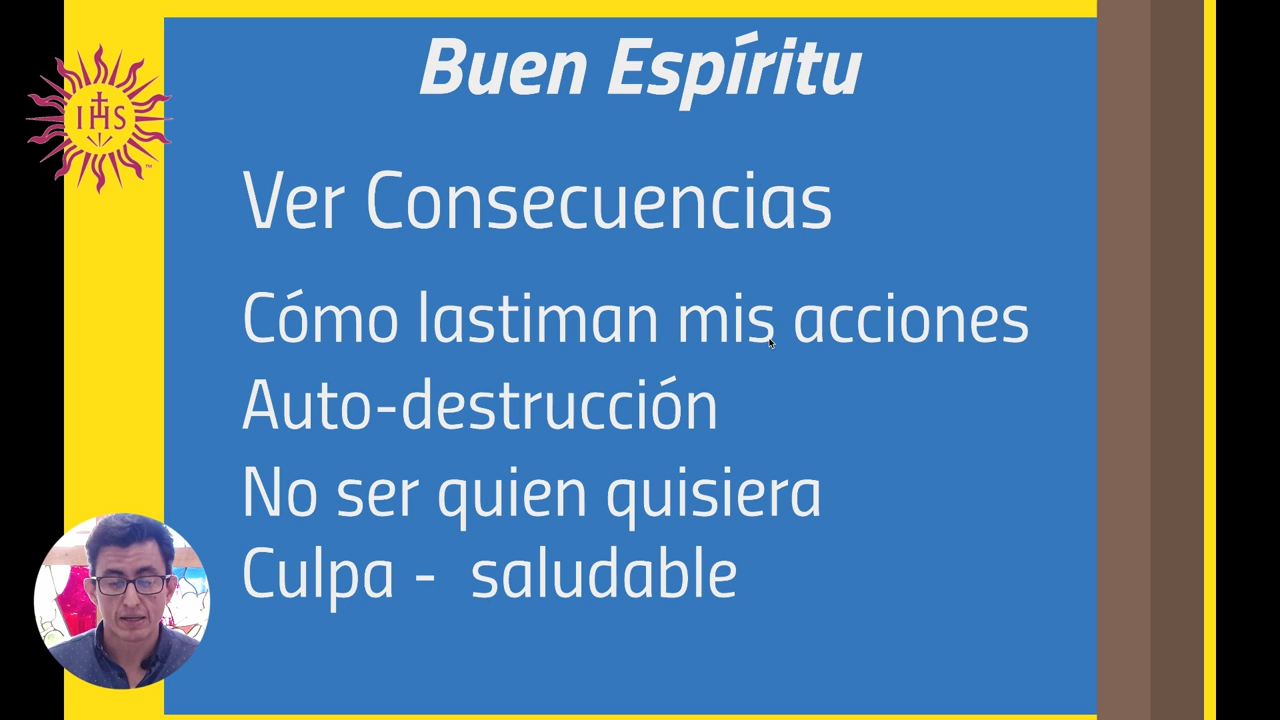 Buen Espíritu
IHS
Ver Consecuencias
Cómo lastiman mis acciones
Auto-destrucción
No ser quien quisiera
Culpa - saludable